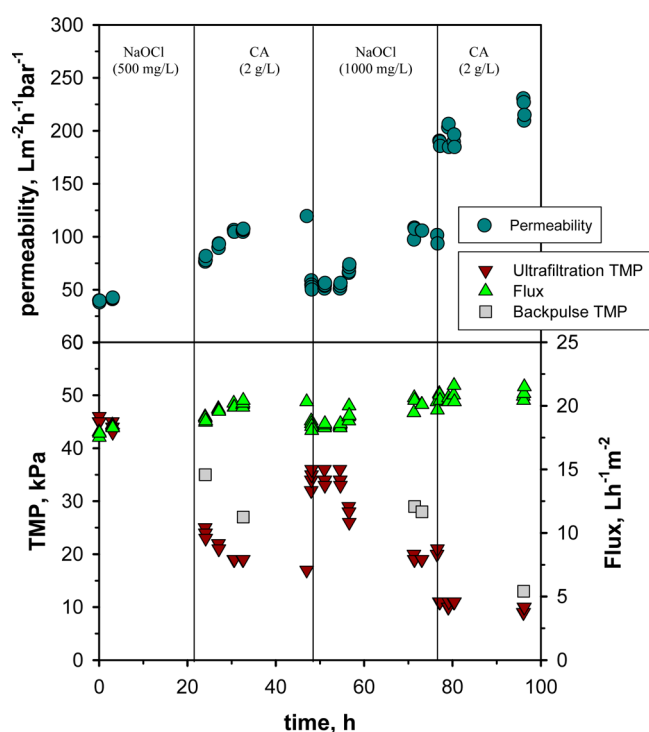 300
250
200
150
100
50
permeability, Lm-2h-1bar-1
NaOCl
(500 mg/L)
CA
(2 g/L)
NaOCl
(1000 mg/L)
CA
(2 g/L)
Permeability
Ultrafiltration TMP
Flux
Backpulse TMP
60
50
40
30
20
10
0
TMP, kPa
25
20
15
10
5
0
Flux, Lh-1m-2
0
20
40
60
80
100
time, h